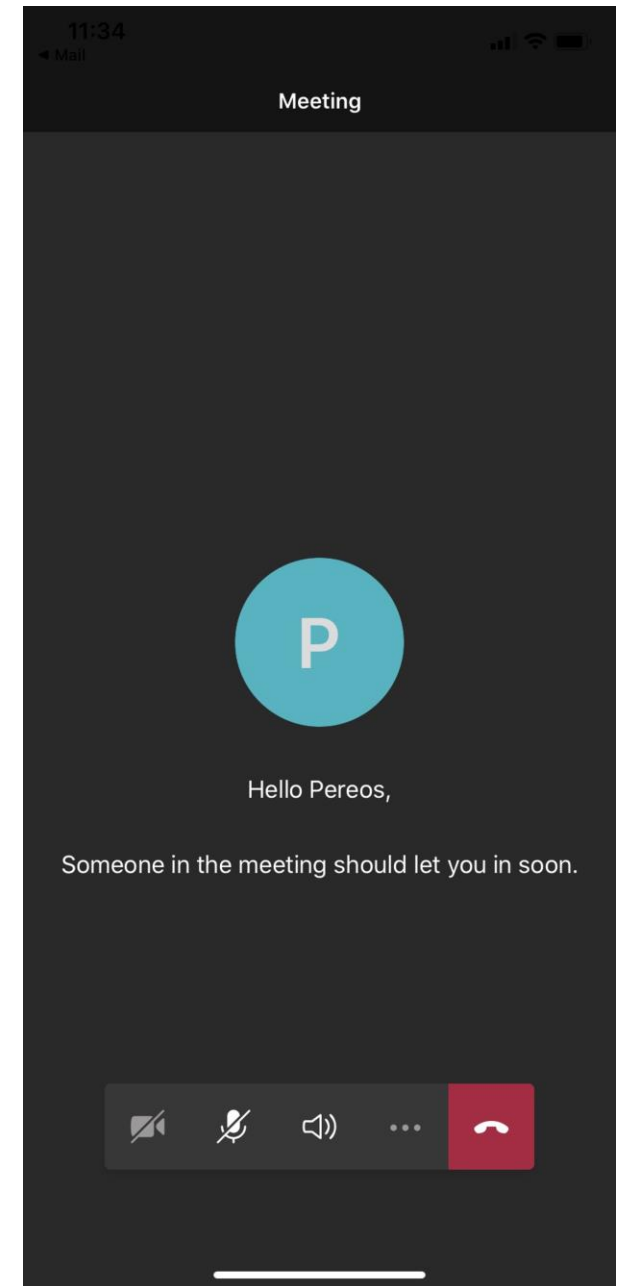 11:34
◀ Mail
Meeting
P
Hello Pereos,
Someone in the meeting should let you in soon.